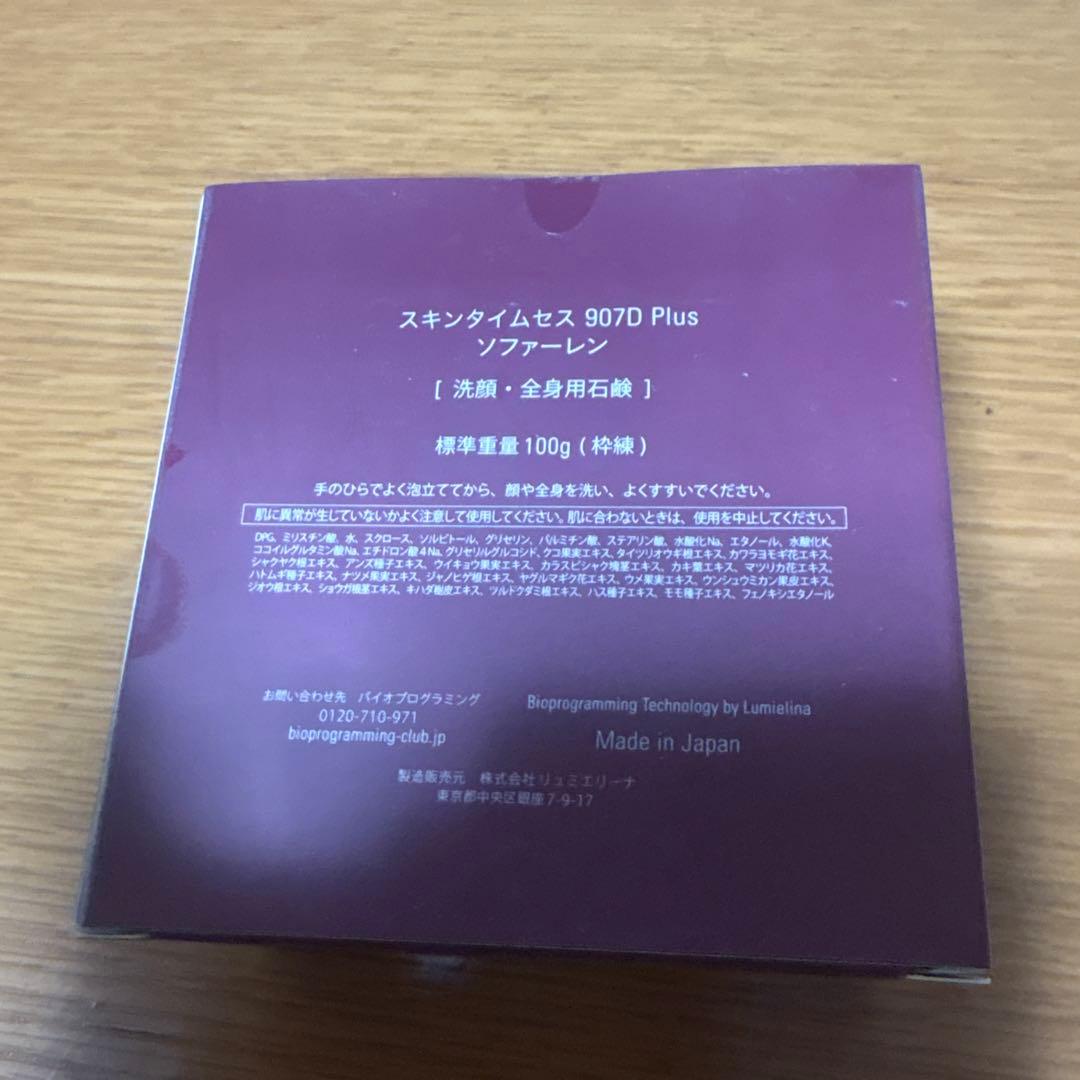 スキンタイムセス 907D Plus
ソファーレン
[ 洗顔・全身用石鹸 ]
標準重量100g (枠練)
手のひらでよく泡立ててから、顔や全身を洗い、よくすすいでください。
肌に異常が生じていないかよく注意して使用してください。肌に合わないときは、使用を中止してください。
DPG、ミリスチン酸、水、スクロース、ソルビトール、グリセリン、パルミチン酸、ステアリン酸、水酸化Na、エタノール、水酸化K、
ココイルグルタミン酸Na、エチドロン酸4Na、グリセリルグルコシド、クコ果実エキス、タイツリオウギ根エキス、カワラヨモギ花エキス、
シャクヤク根エキス、アンズ種子エキス、ウイキョウ果実エキス、カラスビシャク塊茎エキス、カキ葉エキス、マツリカ花エキス、
ハトムギ種子エキス、ナツメ果実エキス、ジャノヒゲ根エキス、ヤグルマギク花エキス、ウメ果実エキス、ウンシュウミカン果皮エキス、
ジオウ根エキス、ショウガ根茎エキス、キハダ樹皮エキス、ツルドクダミ根エキス、ハス種子エキス、モモ種子エキス、フェノキシエタノール
お問い合わせ先 バイオプログラミング
0120-710-971
bioprogramming-club.jp
Bioprogramming Technology by Lumielina
Made in Japan
製造販売元 株式会社リュミエリーナ
東京都中央区銀座7-9-17